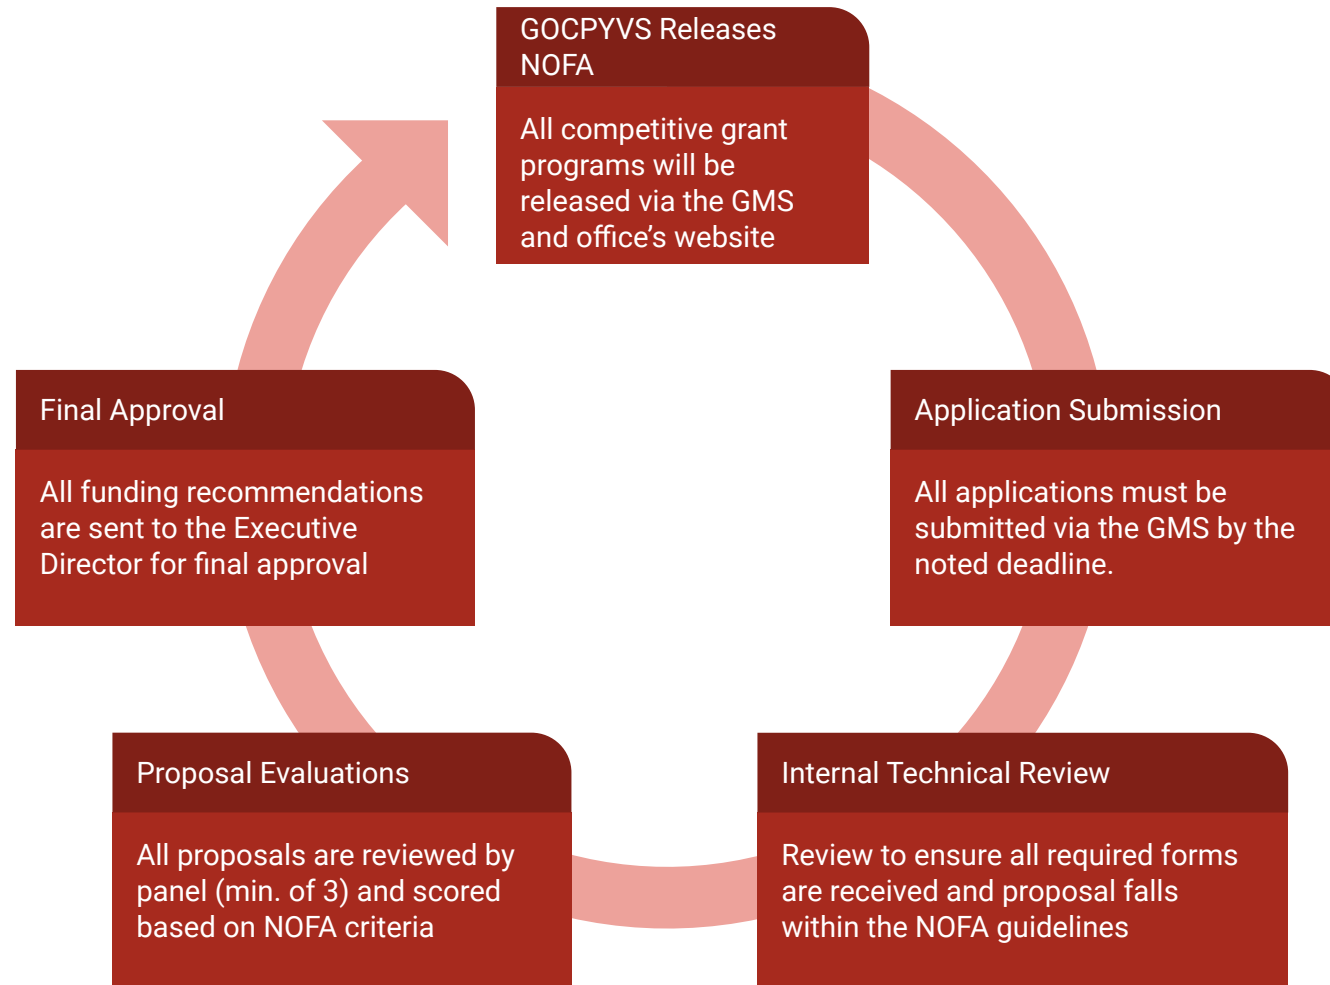 GOCPYVS Releases
NOFA
All competitive grant
programs will be
released via the GMS
and office's website
Application Submission
All applications must be
submitted via the GMS by the
noted deadline.
Internal Technical Review
Review to ensure all required forms
are received and proposal falls
within the NOFA guidelines
Proposal Evaluations
All proposals are reviewed by
panel (min. of 3) and scored
based on NOFA criteria
Final Approval
All funding recommendations
are sent to the Executive
Director for final approval